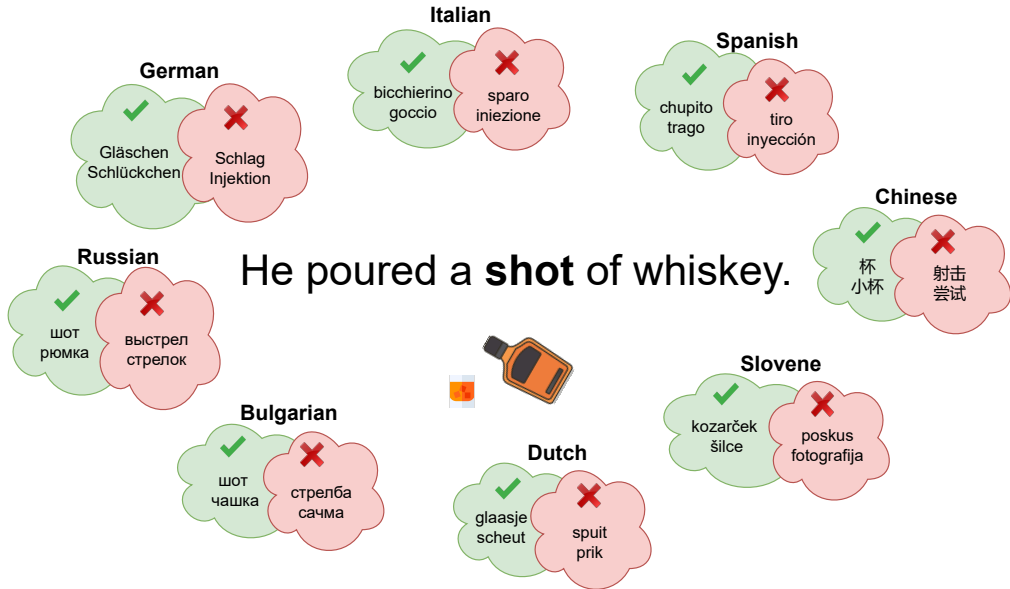 Italian
bicchierino
goccio
sparo
iniezione
Spanish
chupito
trago
tiro
inyección
German
Gläschen
Schlückchen
Schlag
Injektion
Chinese
杯
小杯
射击
尝试
Russian
шот
рюмка
выстрел
стрелок
He poured a shot of whiskey.
Slovene
kozarček
šilce
poskus
fotografija
Bulgarian
шот
чашка
стрелба
сачма
Dutch
glaasje
scheut
spuit
prik